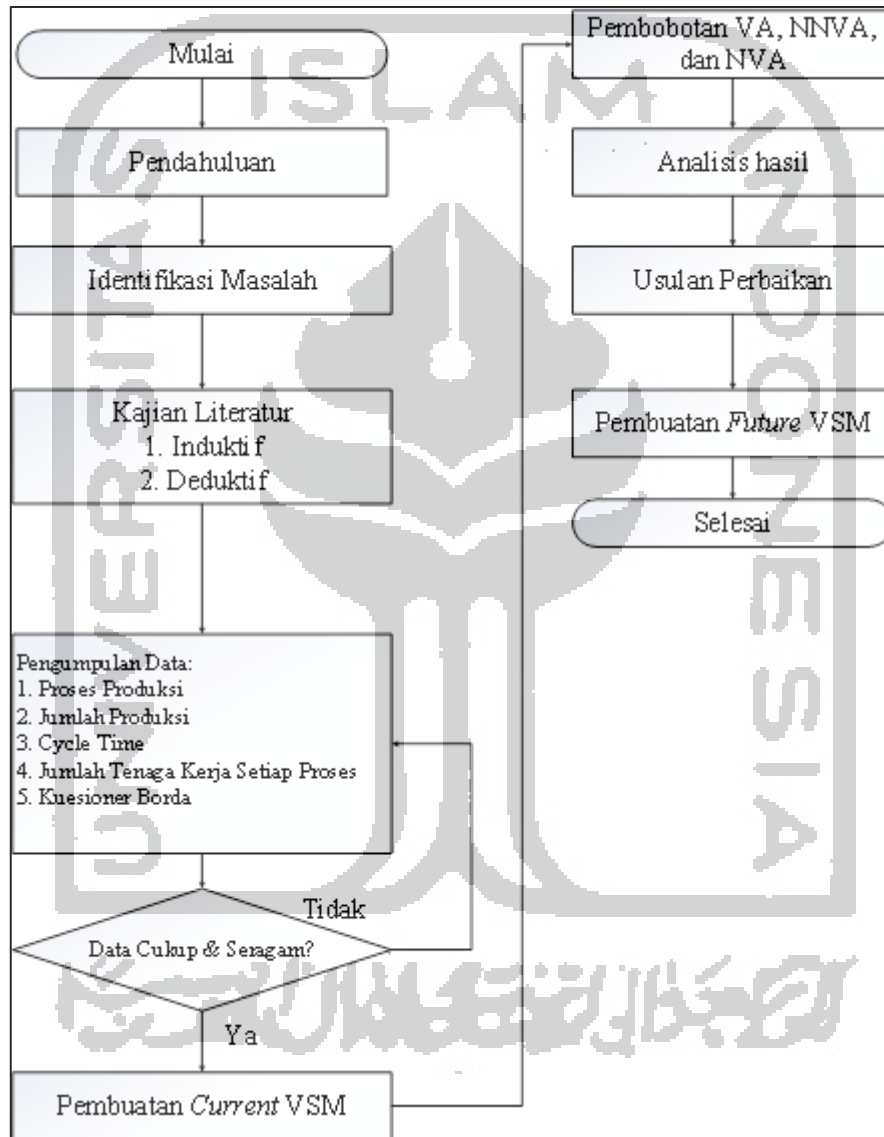 Mulai
Pendahuluan
Identifikasi Masalah
Kajian Literatur
1. Induktif
2. Deduktif
Pengumpulan Data:
1. Proses Produksi
2. Jumlah Produksi
3. Cycle Time
4. Jumlah Tenaga Kerja Setiap Proses
5. Kuesioner Borda
Data Cukup & Seragam?
Tidak
Ya
Pembuatan Current VSM
Pembobotan VA, NNVA,
dan NVA
Analisis hasil
Usulan Perbaikan
Pembuatan Future VSM
Selesai
UNIVERSITAS
ISLAM
INDONESIA